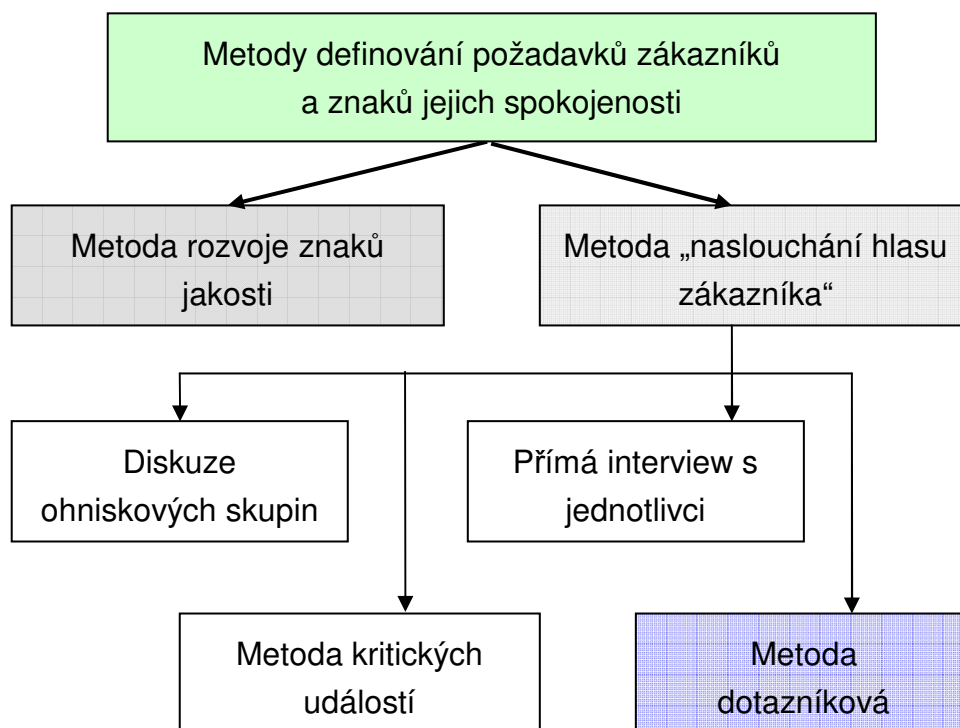 Metody definování požadavků zákazníků
a znaků jejich spokojenosti
Metoda rozvoje znaků
jakosti
Metoda „naslouchání hlasu
zákazníka“
Diskuze
ohniskových skupin
Přímá interview s
jednotlivci
Metoda kritických
událostí
Metoda
dotazníková